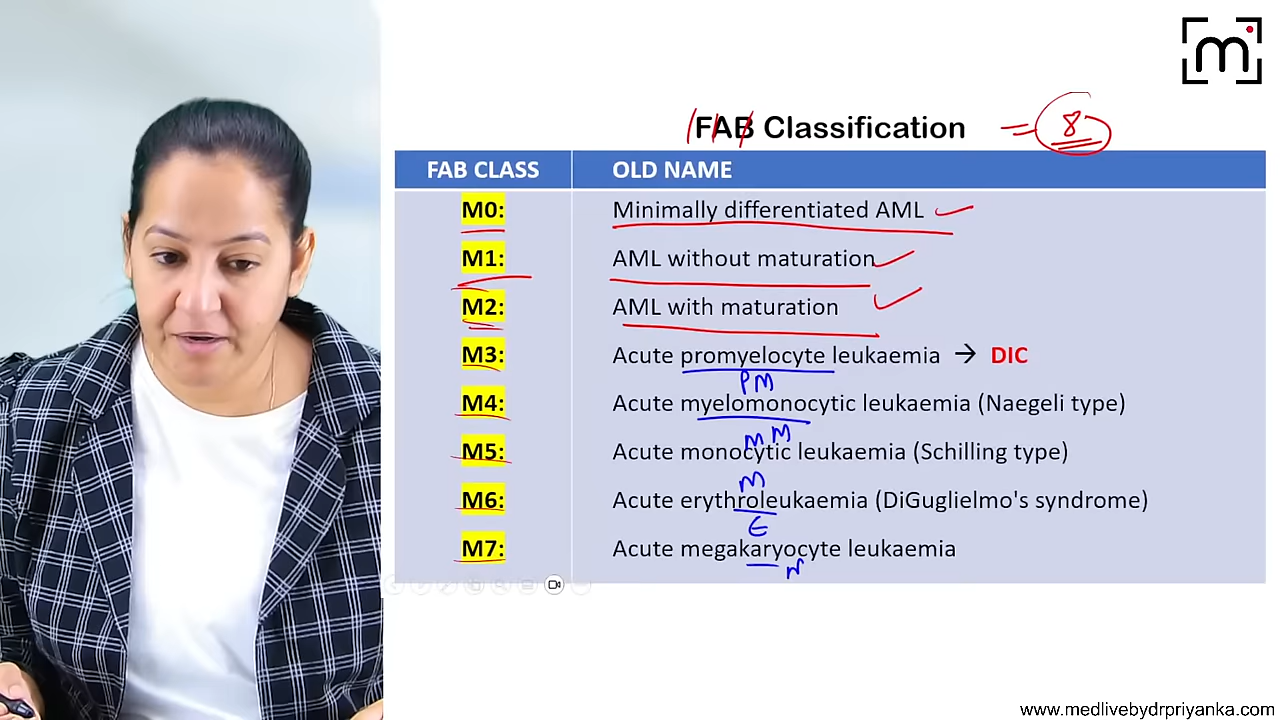 m
FAB Classification = 8
FAB CLASS OLD NAME
M0: Minimally differentiated AML
M1: AML without maturation
M2: AML with maturation
M3: Acute promyelocyte leukaemia → DIC
PM
M4: Acute myelomonocytic leukaemia (Naegeli type)
M M
M5: Acute monocytic leukaemia (Schilling type)
M
M6: Acute erythroleukaemia (DiGuglielmo's syndrome)
E
M7: Acute megakaryocyte leukaemia
www.medlivebydrpriyanka.com